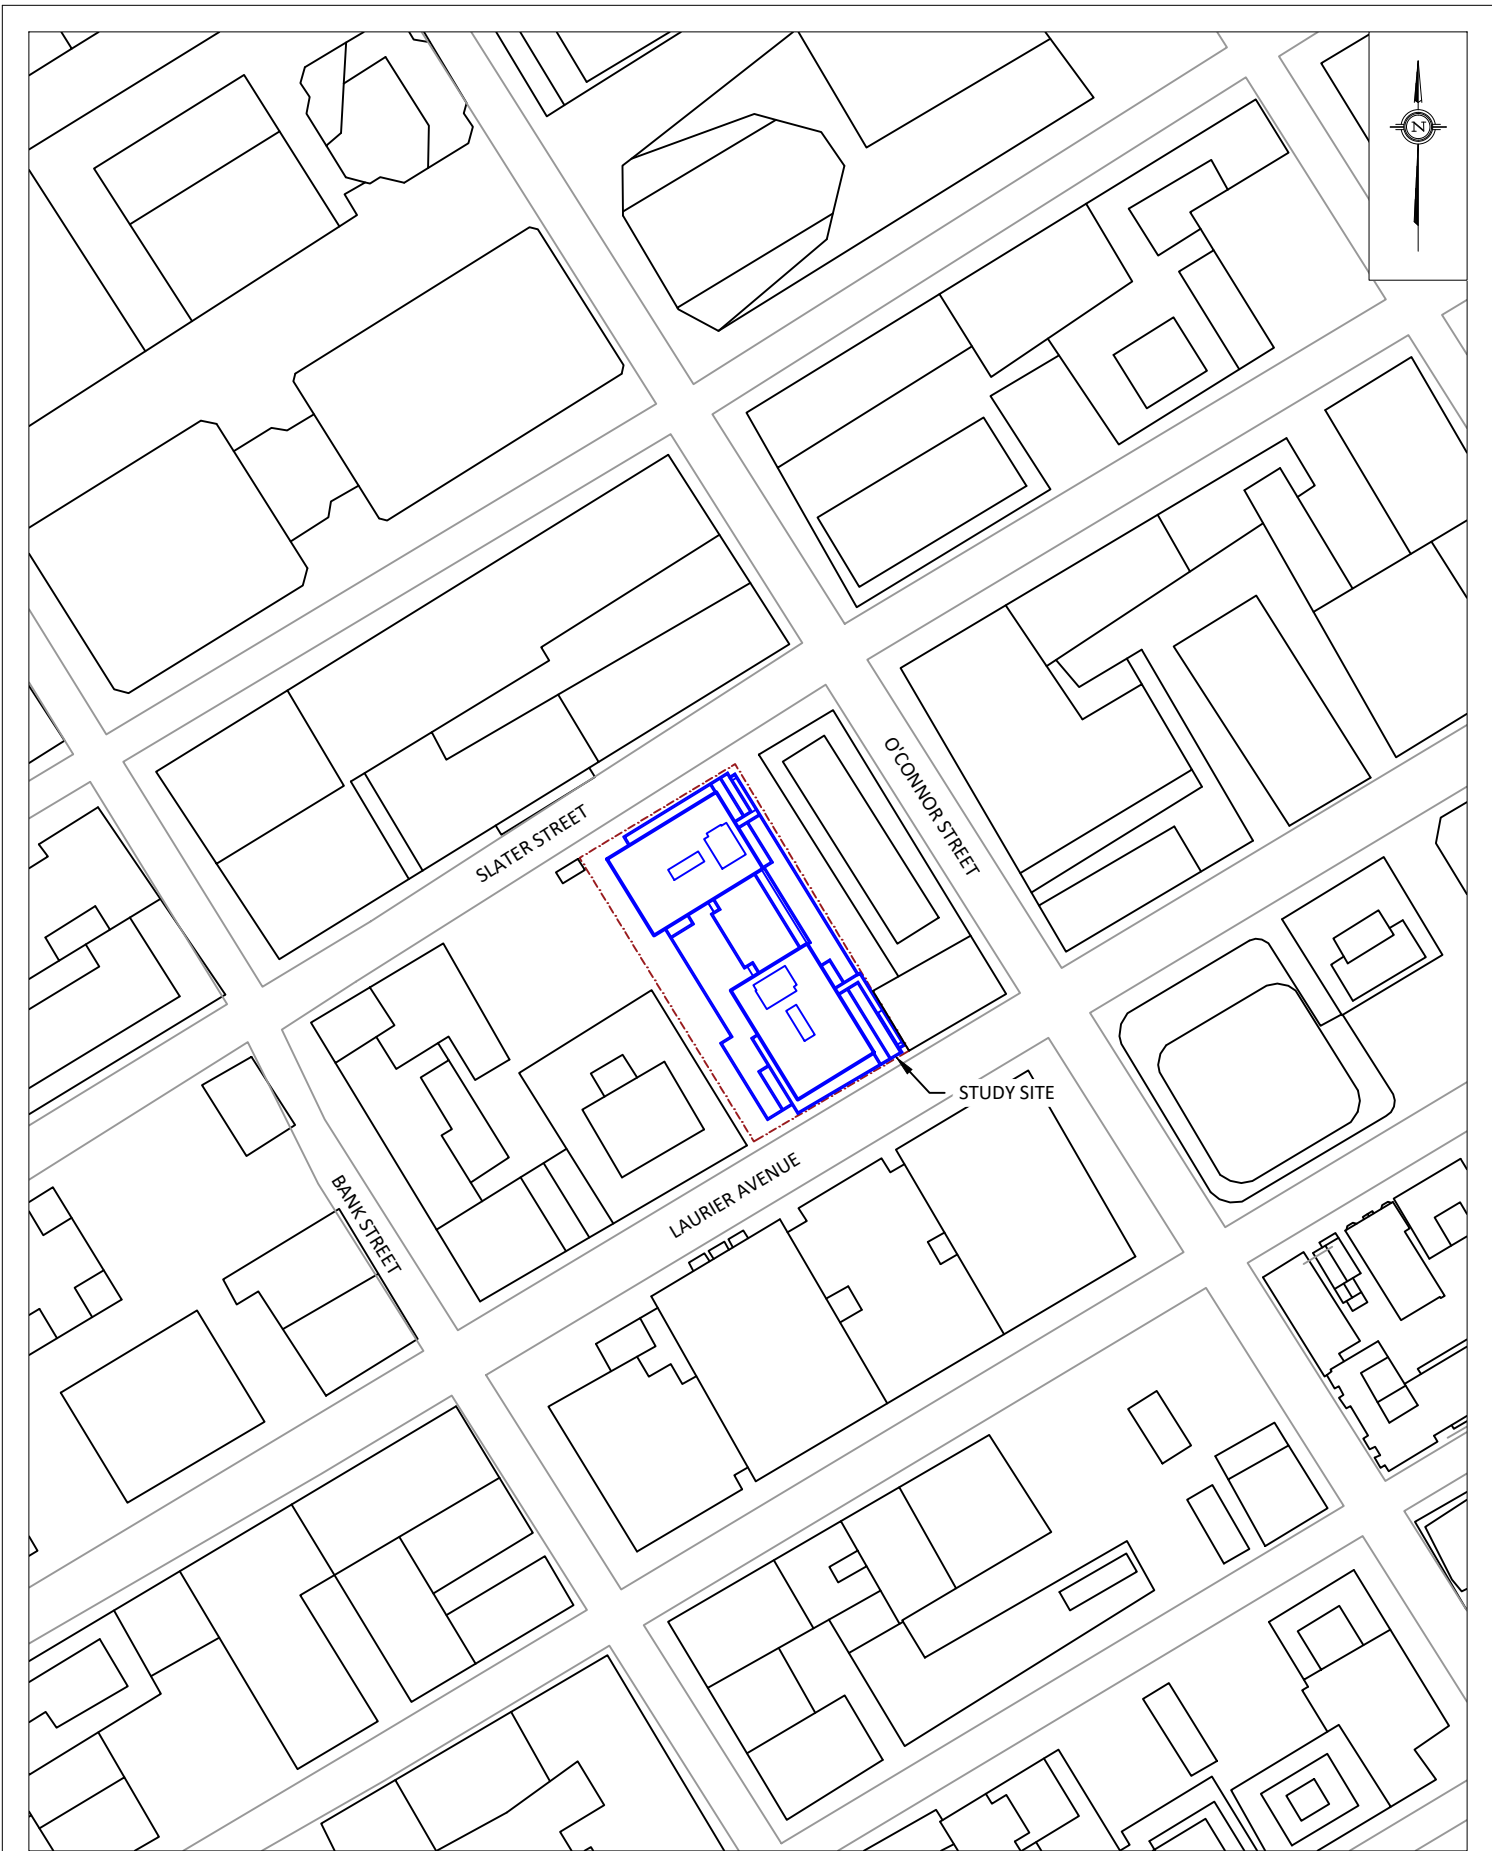 N
O'CONNOR STREET
SLATER STREET
STUDY SITE
LAURIER AVENUE
BANK STREET